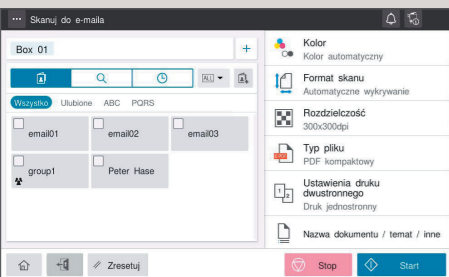 Skanuj do e-maila
Box 01
ALL
Wszystko Ulubione ABC PQRS
email01
email02
email03
group1
Peter Hase
Zresetuj
Kolor
Kolor automatyczny
Format skanu
Automatyczne wykrywanie
Rozdzielczość
300x300dpi
Typ pliku
PDF kompaktowy
Ustawienia druku
dwustronnego
Druk jednostronny
Nazwa dokumentu / temat / inne
Stop
Start